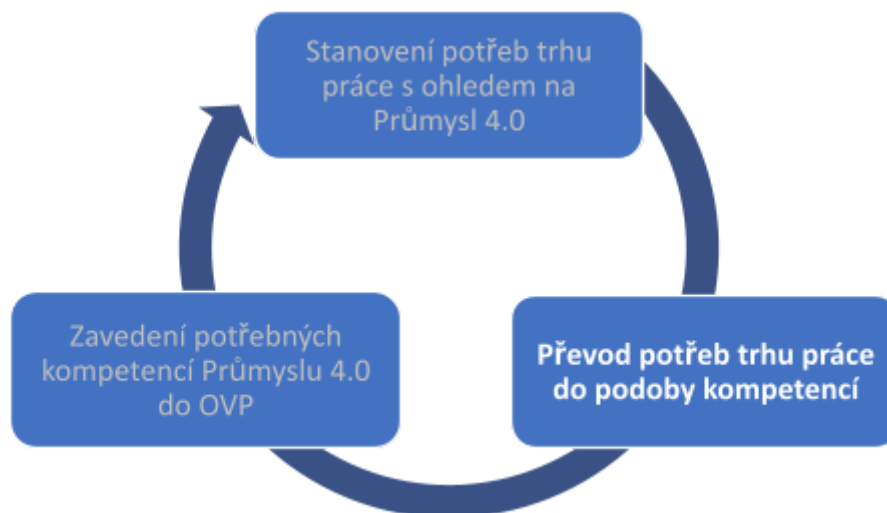 Stanovení potřeb trhu
práce s ohledem na
Průmysl 4.0
Převod potřeb trhu práce
do podoby kompetencí
Zavedení potřebných
kompetencí Průmyslu 4.0
do OVP